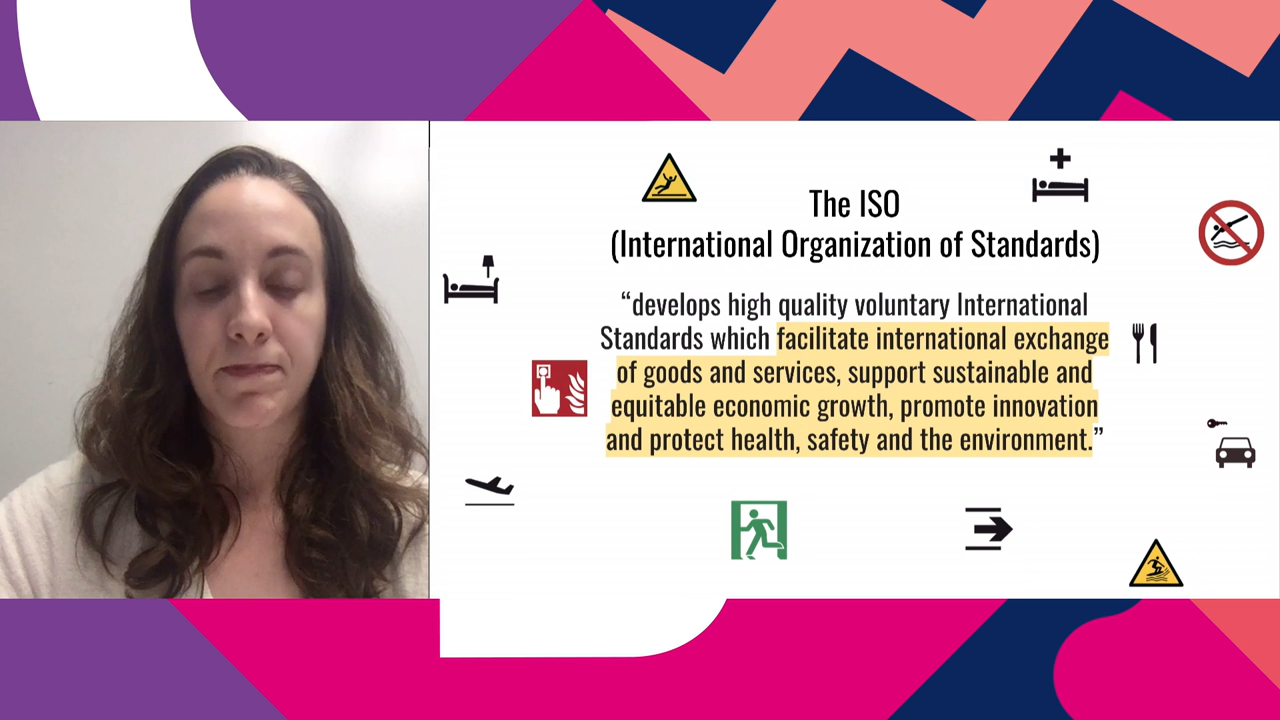 The ISO
(International Organization of Standards)
“develops high quality voluntary International
Standards which facilitate international exchange
of goods and services, support sustainable and
equitable economic growth, promote innovation
and protect health, safety and the environment.”